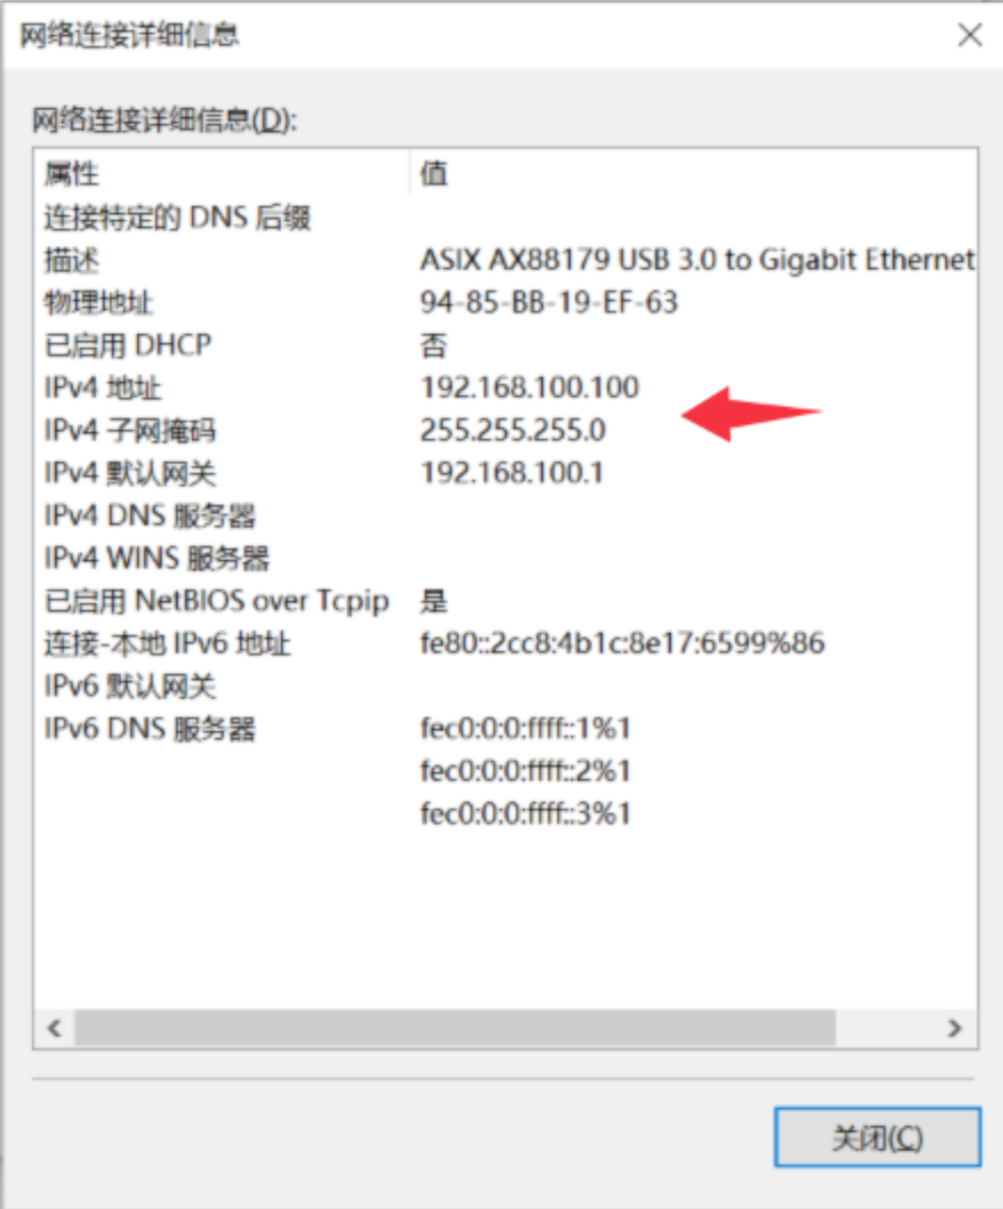 网络连接详细信息
网络连接详细信息(D):
属性 值
连接特定的 DNS 后缀
描述 ASIX AX88179 USB 3.0 to Gigabit Ethernet
物理地址 94-85-BB-19-EF-63
已启用 DHCP 否
IPv4 地址 192.168.100.100
IPv4 子网掩码 255.255.255.0
IPv4 默认网关 192.168.100.1
IPv4 DNS 服务器
IPv4 WINS 服务器
已启用 NetBIOS over Tcpip 是
连接-本地 IPv6 地址 fe80::2cc8:4b1c:8e17:6599%86
IPv6 默认网关
IPv6 DNS 服务器 fec0:0:0:ffff::1%1
fec0:0:0:ffff::2%1
fec0:0:0:ffff::3%1
关闭(C)